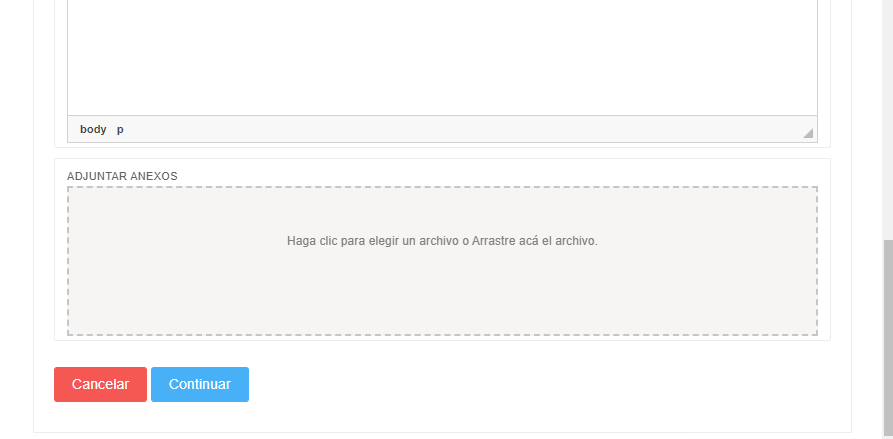 body p
ADJUNTAR ANEXOS
Haga clic para elegir un archivo o Arrastre acá el archivo.
Cancelar Continuar